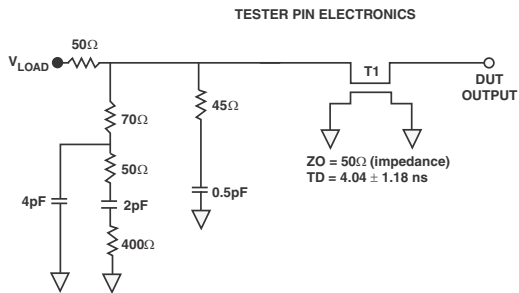 TESTER PIN ELECTRONICS
50Ω
VLOAD
T1
DUT
OUTPUT
70Ω
45Ω
50Ω
4pF
2pF
0.5pF
400Ω
ZO = 50Ω (impedance)
TD = 4.04 ± 1.18 ns